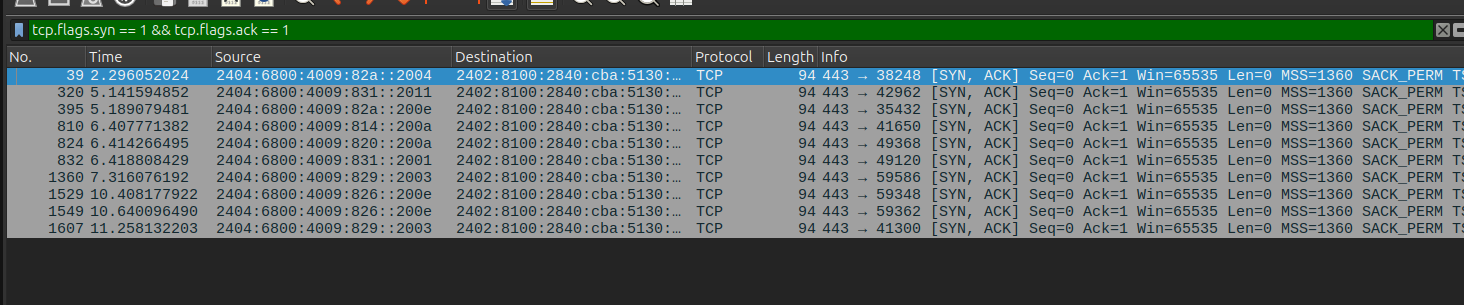 tcp.flags.syn == 1 && tcp.flags.ack == 1
No. Time Source Destination Protocol Length Info
39 2.296052024 2404:6800:4009:82a::2004 2402:8100:2840:cba:5130:… TCP 94 443 → 38248 [SYN, ACK] Seq=0 Ack=1 Win=65535 Len=0 MSS=1360 SACK_PERM TS
320 5.141594852 2404:6800:4009:831::2011 2402:8100:2840:cba:5130:… TCP 94 443 → 42962 [SYN, ACK] Seq=0 Ack=1 Win=65535 Len=0 MSS=1360 SACK_PERM TS
395 5.189079481 2404:6800:4009:82a::200e 2402:8100:2840:cba:5130:… TCP 94 443 → 35432 [SYN, ACK] Seq=0 Ack=1 Win=65535 Len=0 MSS=1360 SACK_PERM TS
810 6.407771382 2404:6800:4009:814::200a 2402:8100:2840:cba:5130:… TCP 94 443 → 41650 [SYN, ACK] Seq=0 Ack=1 Win=65535 Len=0 MSS=1360 SACK_PERM TS
824 6.414266495 2404:6800:4009:820::200a 2402:8100:2840:cba:5130:… TCP 94 443 → 49368 [SYN, ACK] Seq=0 Ack=1 Win=65535 Len=0 MSS=1360 SACK_PERM TS
832 6.418808429 2404:6800:4009:831::2001 2402:8100:2840:cba:5130:… TCP 94 443 → 49120 [SYN, ACK] Seq=0 Ack=1 Win=65535 Len=0 MSS=1360 SACK_PERM TS
1360 7.316076192 2404:6800:4009:829::2003 2402:8100:2840:cba:5130:… TCP 94 443 → 59586 [SYN, ACK] Seq=0 Ack=1 Win=65535 Len=0 MSS=1360 SACK_PERM TS
1529 10.408177922 2404:6800:4009:826::200e 2402:8100:2840:cba:5130:… TCP 94 443 → 59348 [SYN, ACK] Seq=0 Ack=1 Win=65535 Len=0 MSS=1360 SACK_PERM TS
1549 10.640096490 2404:6800:4009:826::200e 2402:8100:2840:cba:5130:… TCP 94 443 → 59362 [SYN, ACK] Seq=0 Ack=1 Win=65535 Len=0 MSS=1360 SACK_PERM TS
1607 11.258132203 2404:6800:4009:829::2003 2402:8100:2840:cba:5130:… TCP 94 443 → 41300 [SYN, ACK] Seq=0 Ack=1 Win=65535 Len=0 MSS=1360 SACK_PERM TS